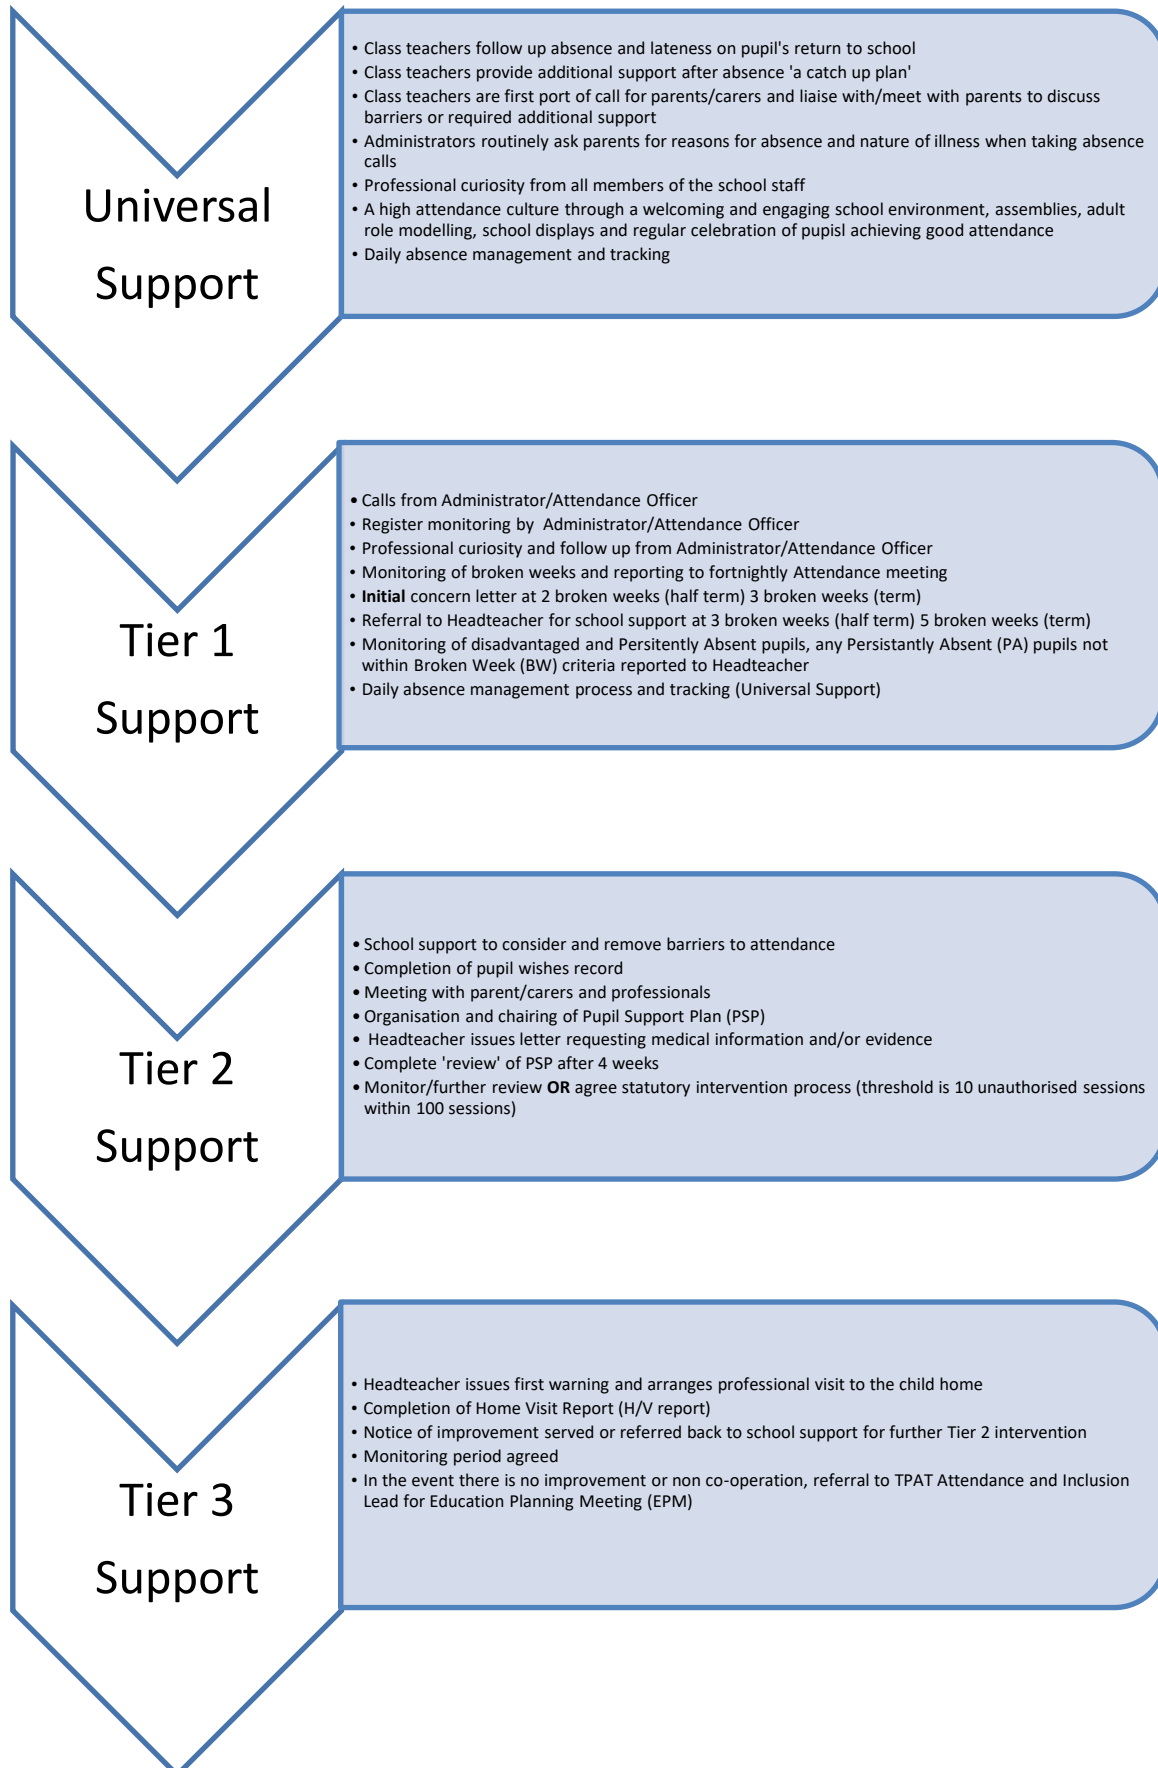 Universal
Support
• Class teachers follow up absence and lateness on pupil's return to school
• Class teachers provide additional support after absence 'a catch up plan'
• Class teachers are first port of call for parents/carers and liaise with/meet with parents to discuss
barriers or required additional support
• Administrators routinely ask parents for reasons for absence and nature of illness when taking absence
calls
• Professional curiosity from all members of the school staff
• A high attendance culture through a welcoming and engaging school environment, assemblies, adult
role modelling, school displays and regular celebration of pupisl achieving good attendance
• Daily absence management and tracking
Tier 1
Support
• Calls from Administrator/Attendance Officer
• Register monitoring by Administrator/Attendance Officer
• Professional curiosity and follow up from Administrator/Attendance Officer
• Monitoring of broken weeks and reporting to fortnightly Attendance meeting
• Initial concern letter at 2 broken weeks (half term) 3 broken weeks (term)
• Referral to Headteacher for school support at 3 broken weeks (half term) 5 broken weeks (term)
• Monitoring of disadvantaged and Persitently Absent pupils, any Persistantly Absent (PA) pupils not
within Broken Week (BW) criteria reported to Headteacher
• Daily absence management process and tracking (Universal Support)
Tier 2
Support
• School support to consider and remove barriers to attendance
• Completion of pupil wishes record
• Meeting with parent/carers and professionals
• Organisation and chairing of Pupil Support Plan (PSP)
• Headteacher issues letter requesting medical information and/or evidence
• Complete 'review' of PSP after 4 weeks
• Monitor/further review OR agree statutory intervention process (threshold is 10 unauthorised sessions
within 100 sessions)
Tier 3
Support
• Headteacher issues first warning and arranges professional visit to the child home
• Completion of Home Visit Report (H/V report)
• Notice of improvement served or referred back to school support for further Tier 2 intervention
• Monitoring period agreed
• In the event there is no improvement or non co-operation, referral to TPAT Attendance and Inclusion
Lead for Education Planning Meeting (EPM)